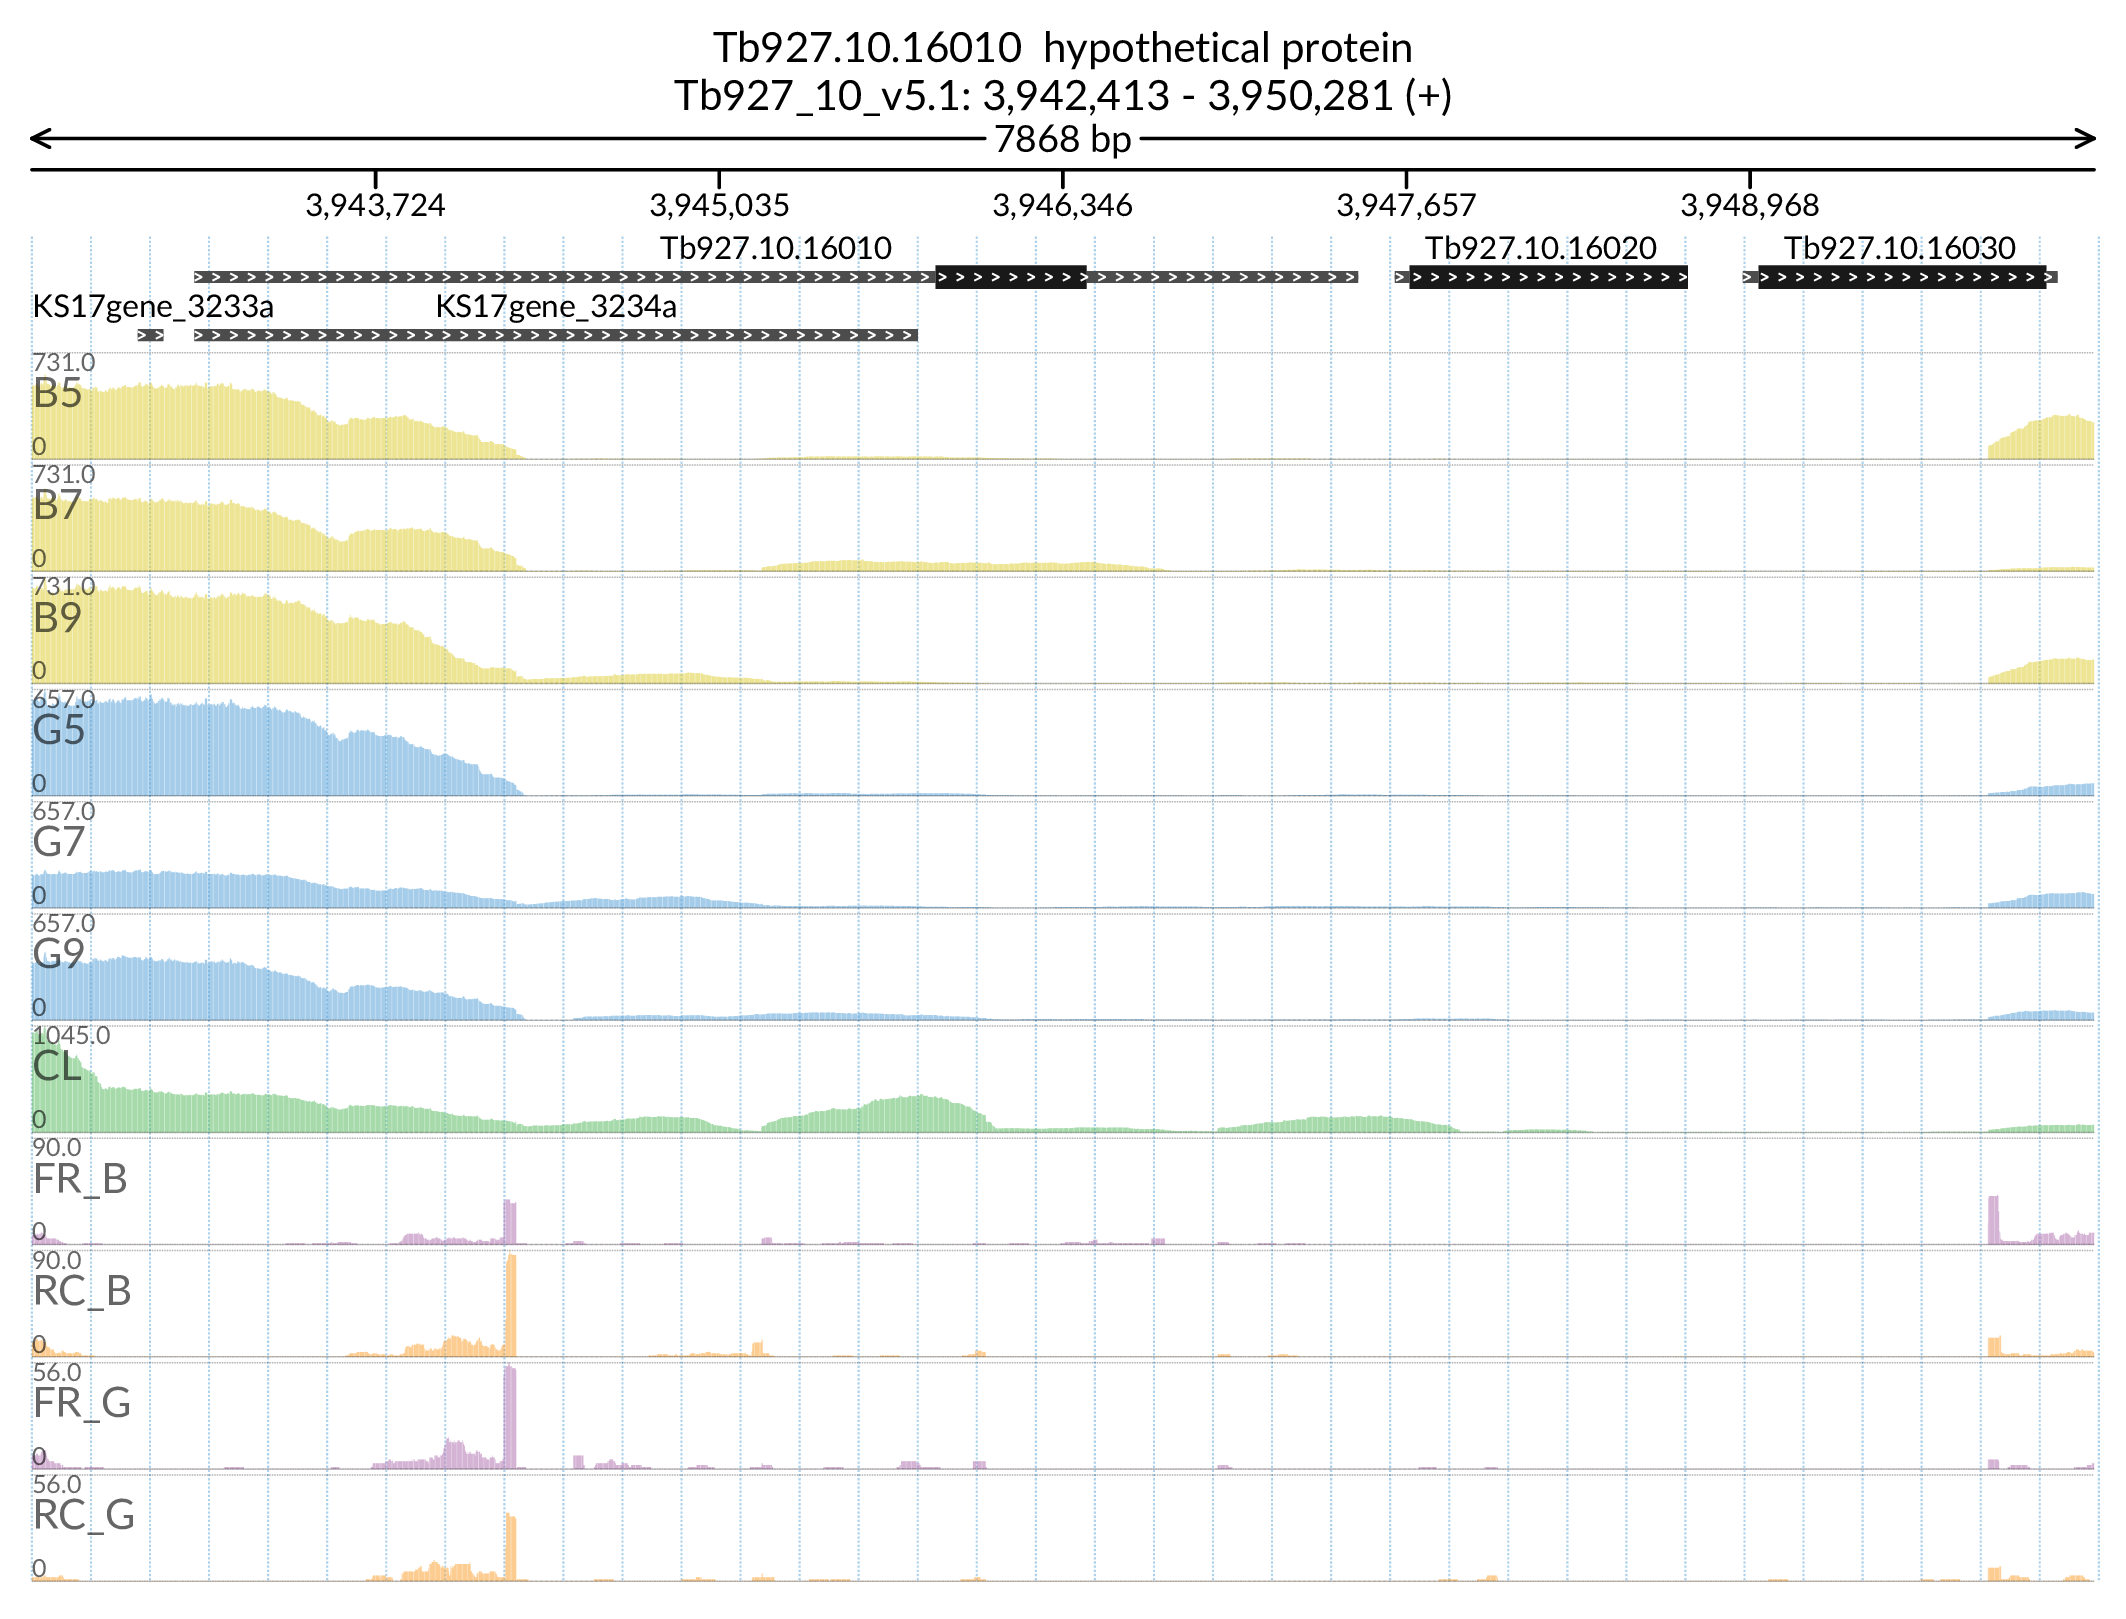 Tb927.10.16010  hypothetical protein
Tb927_10_v5.1: 3,942,413 - 3,950,281 (+)
7868 bp
3,943,724 3,945,035 3,946,346 3,947,657 3,948,968
Tb927.10.16010 Tb927.10.16020 Tb927.10.16030
KS17gene_3233a KS17gene_3234a
731.0
B5
0
731.0
B7
0
731.0
B9
0
657.0
G5
0
657.0
G7
0
657.0
G9
0
1045.0
CL
0
90.0
FR_B
0
90.0
RC_B
0
56.0
FR_G
0
56.0
RC_G
0